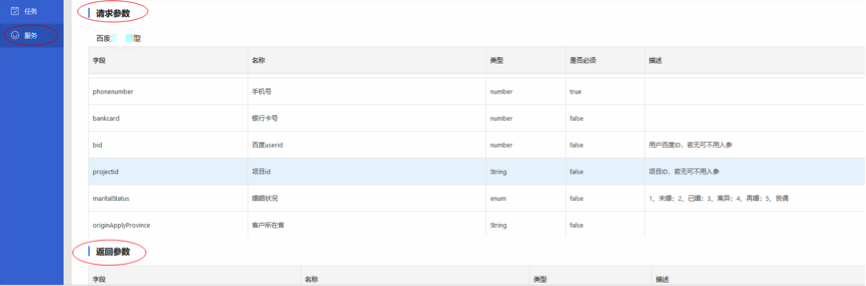 任务
服务
请求参数
百度 型
字段 名称 类型 是否必须 描述
phonenumber 手机号 number true
bankcard 银行卡号 number false
bid 百度userid number false 用户百度ID，若无可不用入参
projectid 项目id String false 项目ID，若无可不用入参
maritalStatus 婚姻状况 enum false 1、未婚；2、已婚；3、离异；4、再婚；5、丧偶
originApplyProvince 客户所在省 String false
返回参数
字段 名称 类型 描述